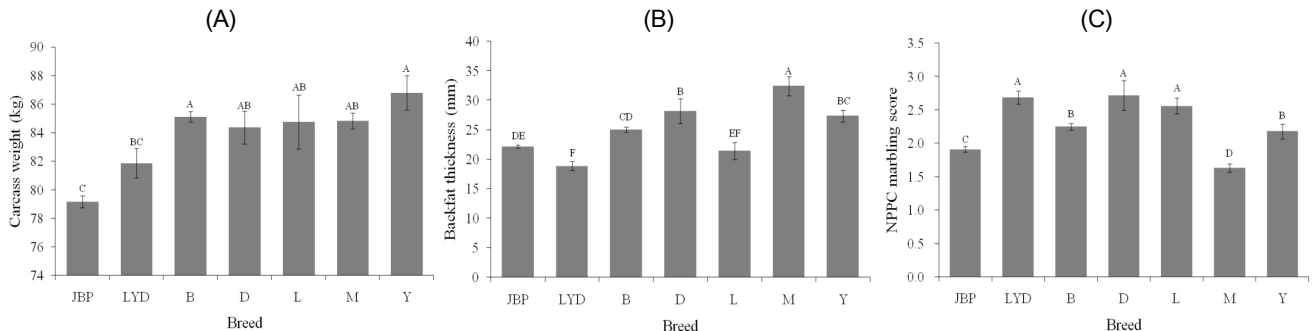 (A)
Carcass weight (kg)
90
88
86
84
82
80
78
76
74
C
BC
A
AB
AB
AB
A
JBP LYD B D L M Y
Breed
(B)
Backfat thickness (mm)
40
35
30
25
20
15
10
5
0
DE
F
CD
B
EF
A
BC
JBP LYD B D L M Y
Breed
(C)
NPPC marbling score
3.5
3.0
2.5
2.0
1.5
1.0
0.5
0.0
C
A
B
A
A
D
B
JBP LYD B D L M Y
Breed